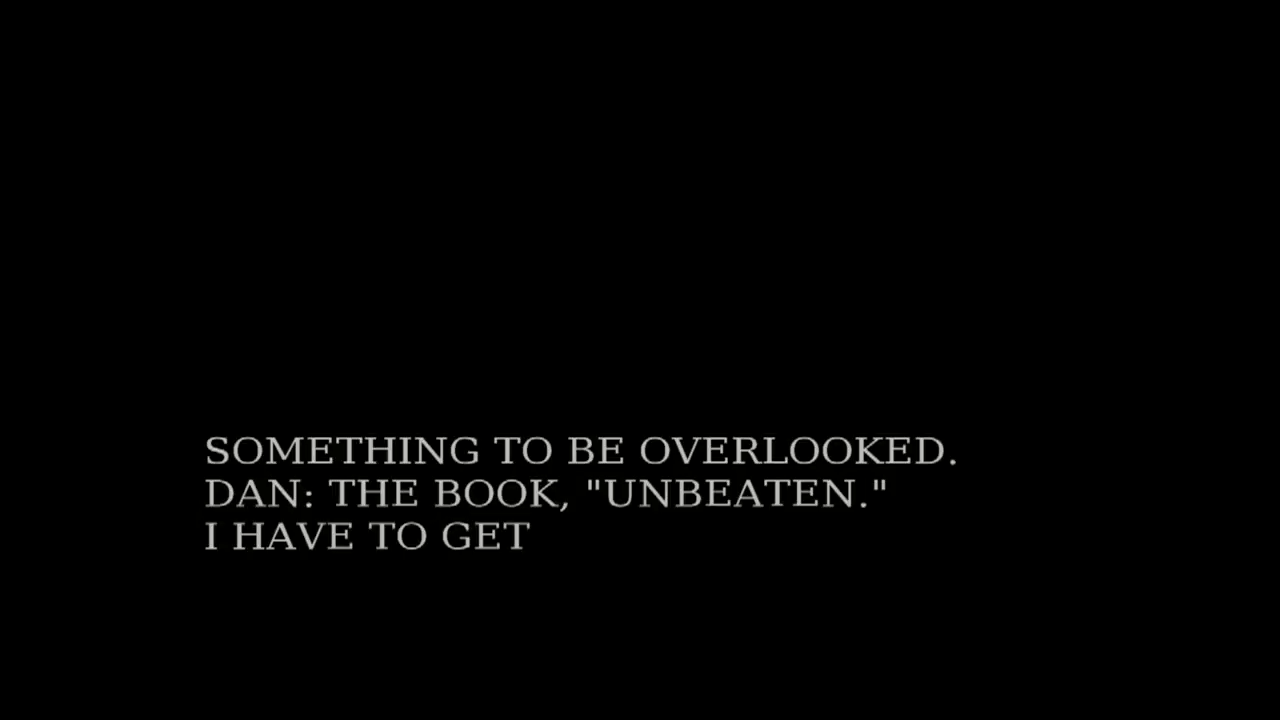 SOMETHING TO BE OVERLOOKED.
DAN: THE BOOK, "UNBEATEN."
I HAVE TO GET